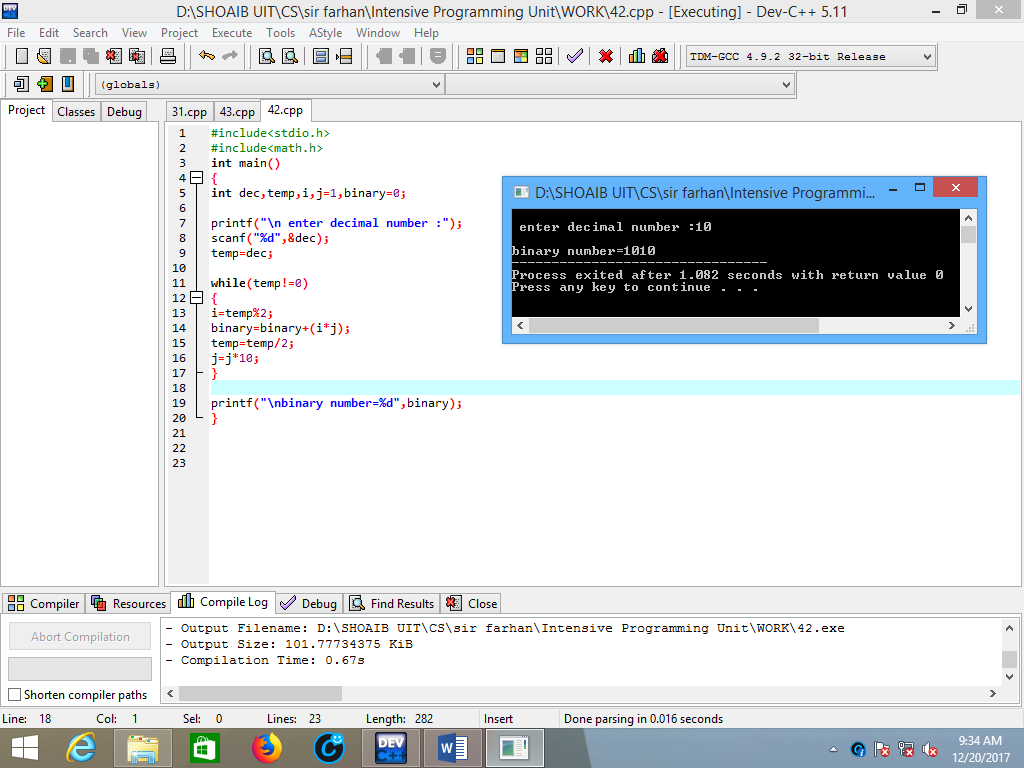 D:\SHOAIB UIT\CS\sir farhan\Intensive Programming Unit\WORK\42.cpp - [Executing] - Dev-C++ 5.11
File Edit Search View Project Execute Tools AStyle Window Help
TDM-GCC 4.9.2 32-bit Release
(globals)
Project Classes Debug
31.cpp 43.cpp 42.cpp
1 #include<stdio.h>
2 #include<math.h>
3 int main()
4 {
5 int dec,temp,i,j=1,binary=0;
6
7 printf("\n enter decimal number :");
8 scanf("%d",&dec);
9 temp=dec;
10
11 while(temp!=0)
12 {
13 i=temp%2;
14 binary=binary+(i*j);
15 temp=temp/2;
16 j=j*10;
17 }
18
19 printf("\nbinary number=%d",binary);
20 }
21
22
23
D:\SHOAIB UIT\CS\sir farhan\Intensive Programmi...
enter decimal number :10
binary number=1010
--------------------------------
Process exited after 1.082 seconds with return value 0
Press any key to continue . . .
Compiler Resources Compile Log Debug Find Results Close
Abort Compilation
Shorten compiler paths
- Output Filename: D:\SHOAIB UIT\CS\sir farhan\Intensive Programming Unit\WORK\42.exe
- Output Size: 101.77734375 KiB
- Compilation Time: 0.67s
Line: 18 Col: 1 Sel: 0 Lines: 23 Length: 282 Insert Done parsing in 0.016 seconds
DEV C++
9:34 AM
12/20/2017